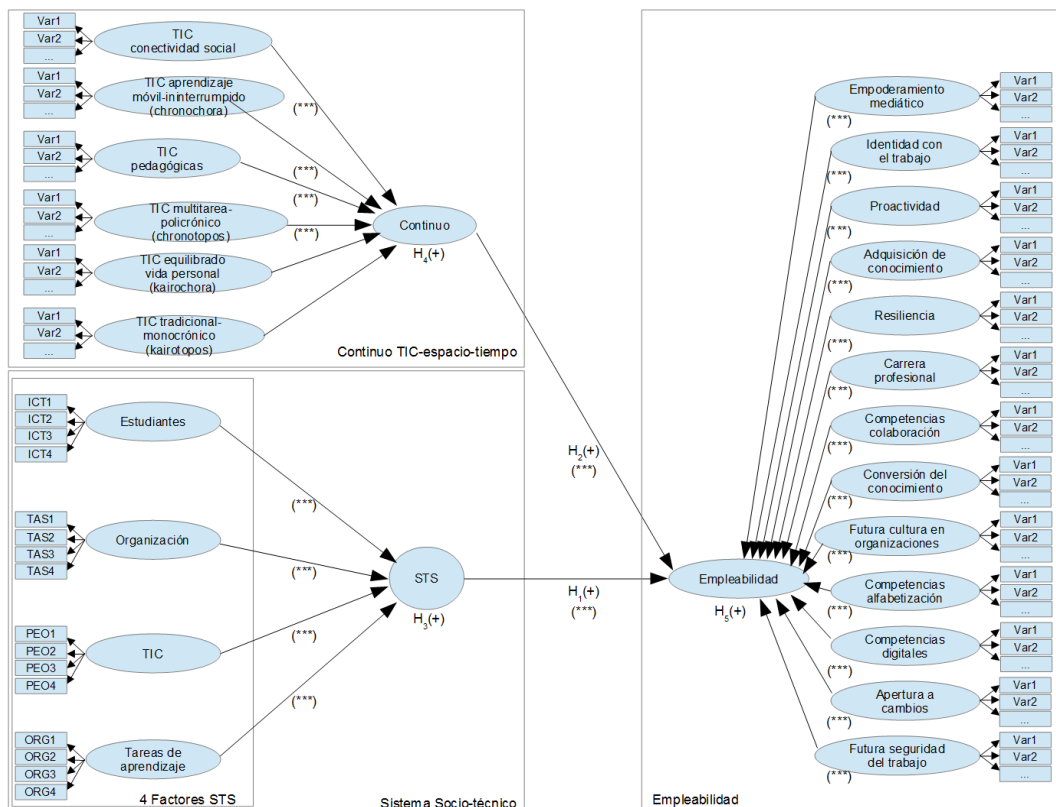 Var1
Var2
...
TIC
conectividad social
Var1
Var2
...
TIC aprendizaje
móvil-ininterrumpido
(chronochora)
(***)
Var1
Var2
...
TIC
pedagógicas
(***)
(***)
Var1
Var2
...
TIC multitarea-
policrónico
(chronotopos)
(***)
Continuo
H4(+)
Var1
Var2
...
TIC equilibrado
vida personal
(kairochora)
Var1
Var2
...
TIC tradicional-
monocrónico
(kairotopos)
Continuo TIC-espacio-tiempo
ICT1
ICT2
ICT3
ICT4
Estudiantes
(***)
TAS1
TAS2
TAS3
TAS4
Organización
(***)
STS
H3(+)
PEO1
PEO2
PEO3
PEO4
TIC
(***)
(***)
ORG1
ORG2
ORG3
ORG4
Tareas de
aprendizaje
4 Factores STS
Sistema Socio-técnico
H2(+)
(***)
H1(+)
(***)
Empleabilidad
H5(+)
Empoderamiento
mediático
(***)
Var1
Var2
...
Identidad con
el trabajo
(***)
Var1
Var2
...
Proactividad
(***)
Var1
Var2
...
Adquisición de
conocimiento
(***)
Var1
Var2
...
Resiliencia
(***)
Var1
Var2
...
Carrera
profesional
(***)
Var1
Var2
...
Competencias
colaboración
(***)
Var1
Var2
...
Conversión del
conocimiento
(***)
Var1
Var2
...
Futura cultura en
organizaciones
(***)
Var1
Var2
...
Competencias
alfabetización
(***)
Var1
Var2
...
Competencias
digitales
(***)
Var1
Var2
...
Apertura a
cambios
(***)
Var1
Var2
...
Futura seguridad
del trabajo
(***)
Var1
Var2
...
Empleabilidad